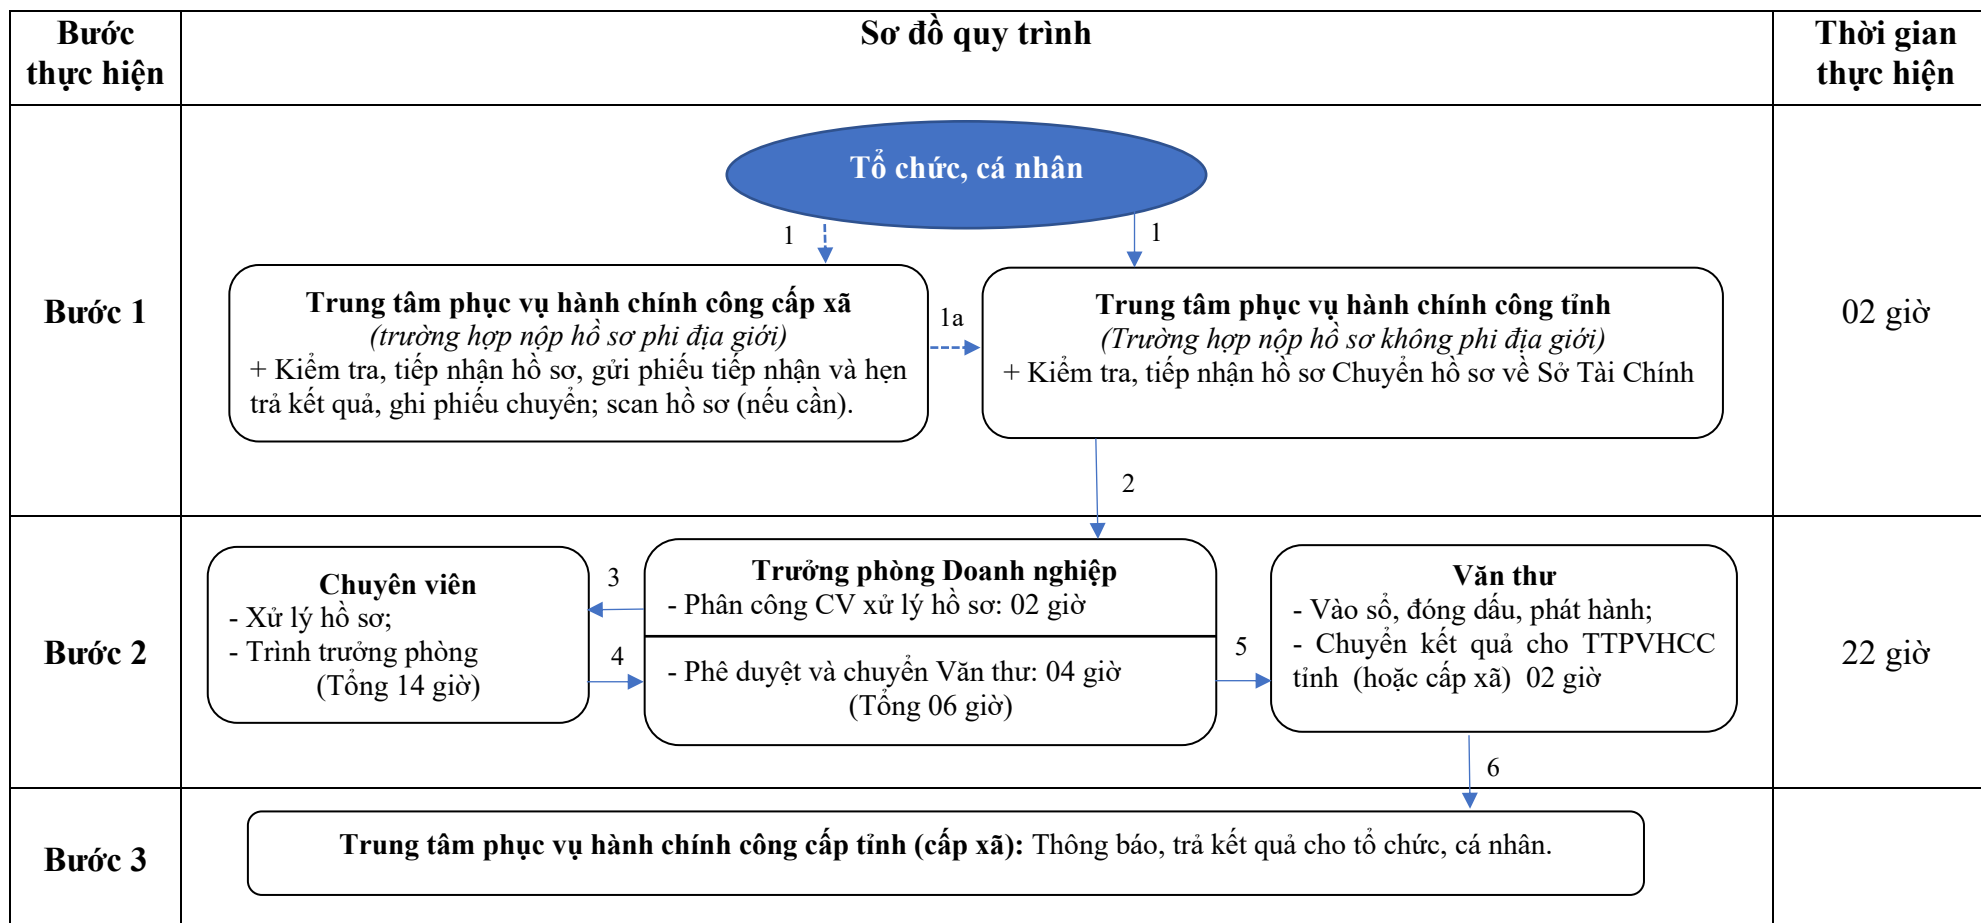 Bước
thực hiện
Sơ đồ quy trình
Thời gian
thực hiện
Bước 1
Tổ chức, cá nhân
1
1
Trung tâm phục vụ hành chính công cấp xã
(trường hợp nộp hồ sơ phi địa giới)
+ Kiểm tra, tiếp nhận hồ sơ, gửi phiếu tiếp nhận và hẹn
trả kết quả, ghi phiếu chuyển; scan hồ sơ (nếu cần).
1a
Trung tâm phục vụ hành chính công tỉnh
(Trường hợp nộp hồ sơ không phi địa giới)
+ Kiểm tra, tiếp nhận hồ sơ Chuyển hồ sơ về Sở Tài Chính
02 giờ
2
Bước 2
Chuyên viên
- Xử lý hồ sơ;
- Trình trưởng phòng
(Tổng 14 giờ)
3
4
Trưởng phòng Doanh nghiệp
- Phân công CV xử lý hồ sơ: 02 giờ
- Phê duyệt và chuyển Văn thư: 04 giờ
(Tổng 06 giờ)
5
Văn thư
- Vào sổ, đóng dấu, phát hành;
- Chuyển kết quả cho TTPVHCC
tỉnh (hoặc cấp xã) 02 giờ
22 giờ
6
Bước 3
Trung tâm phục vụ hành chính công cấp tỉnh (cấp xã): Thông báo, trả kết quả cho tổ chức, cá nhân.